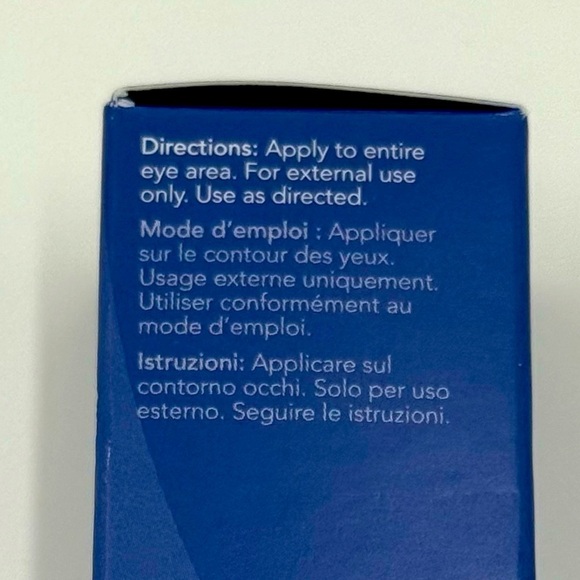 Directions: Apply to entire
eye area. For external use
only. Use as directed.
Mode d'emploi : Appliquer
sur le contour des yeux.
Usage externe uniquement.
Utiliser conformément au
mode d'emploi.
Istruzioni: Applicare sul
contorno occhi. Solo per uso
esterno. Seguire le istruzioni.